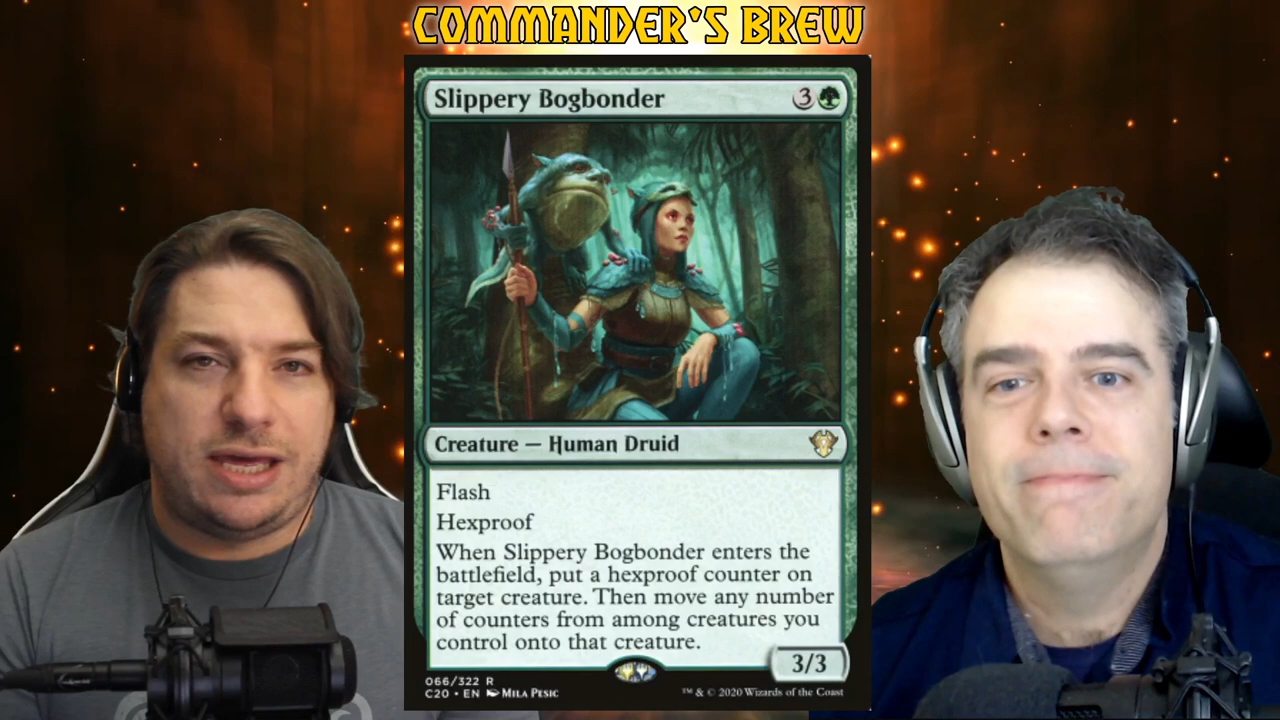 COMMANDER'S BREW
Slippery Bogbonder 3
Creature — Human Druid
Flash
Hexproof
When Slippery Bogbonder enters the
battlefield, put a hexproof counter on
target creature. Then move any number
of counters from among creatures you
control onto that creature.
3/3
066/322 R
C20 • EN Mila Pesic
™ & © 2020 Wizards of the Coast